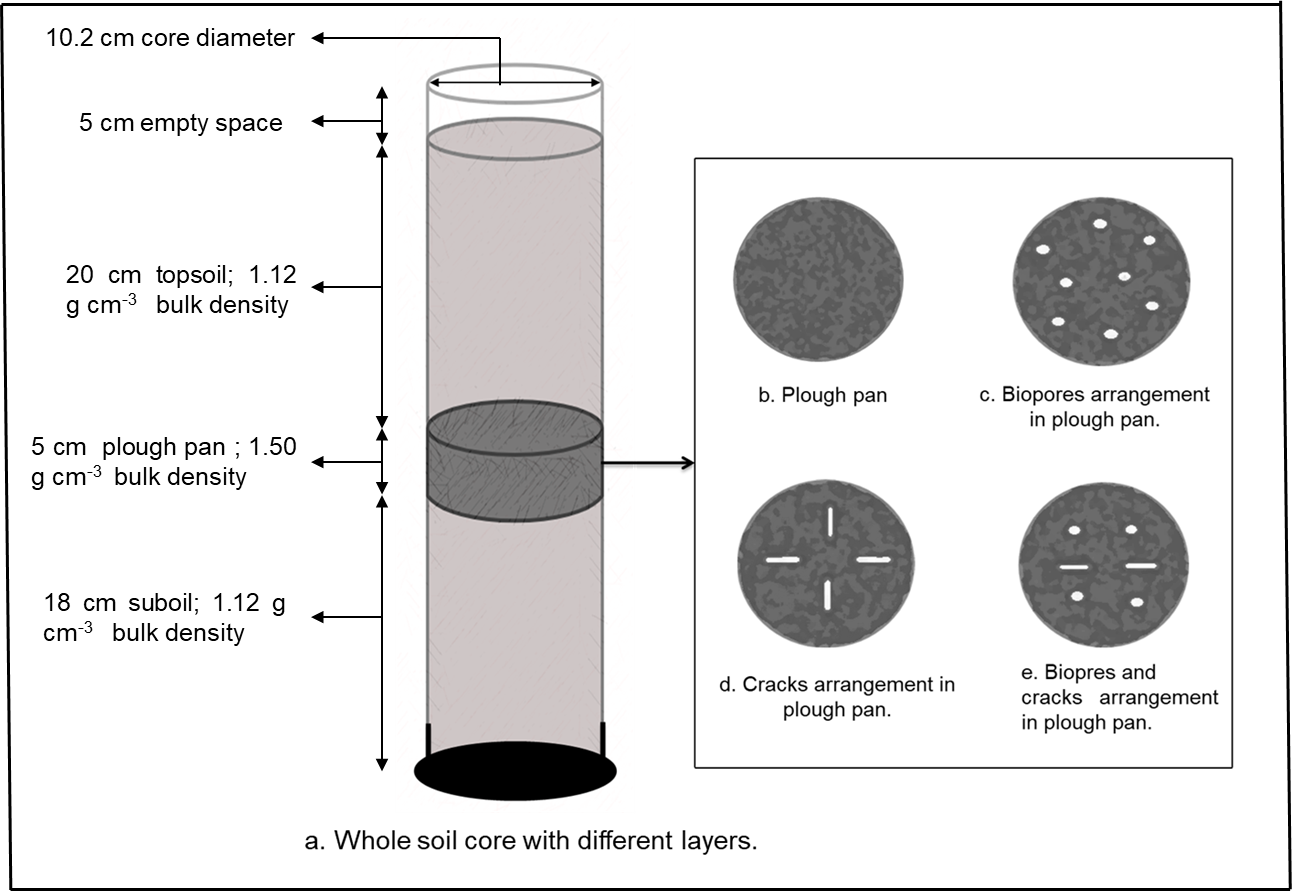 10.2 cm core diameter
5 cm empty space
20 cm topsoil; 1.12
g cm-3 bulk density
5 cm plough pan ; 1.50
g cm-3 bulk density
18 cm suboil; 1.12 g
cm-3 bulk density
b. Plough pan
c. Biopores arrangement
in plough pan.
d. Cracks arrangement in
plough pan.
e. Biopres and
cracks arrangement
in plough pan.
a. Whole soil core with different layers.